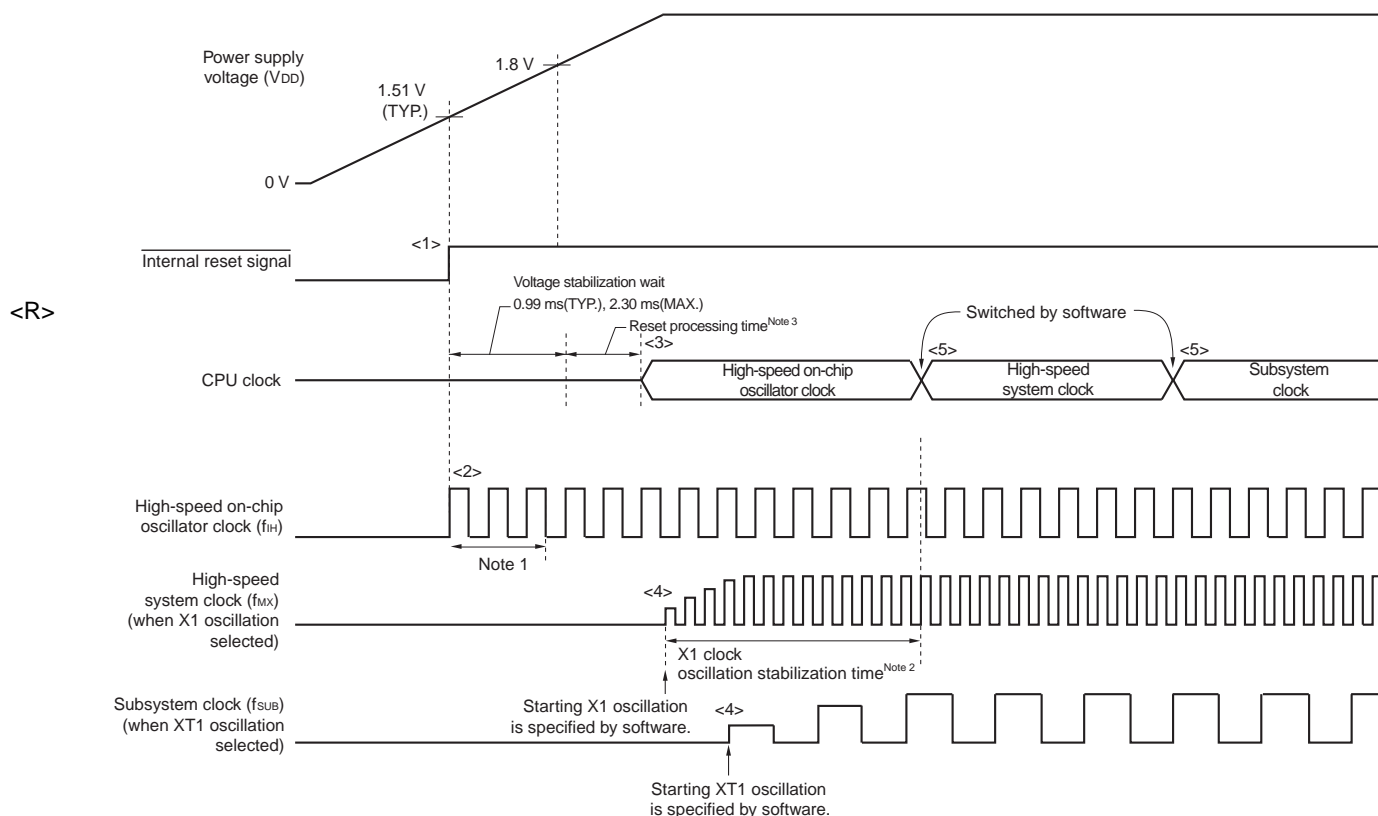 Power supply
voltage (VDD)
1.8 V
1.51 V
(TYP.)
0 V
<1>
Internal reset signal
<R>
Voltage stabilization wait
0.99 ms(TYP.), 2.30 ms(MAX.)
Reset processing time Note 3
Switched by software
<3>
<5>
<5>
CPU clock
High-speed on-chip
oscillator clock
High-speed
system clock
Subsystem
clock
<2>
High-speed on-chip
oscillator clock (fIH)
Note 1
High-speed
system clock (fMX)
(when X1 oscillation
selected)
<4>
X1 clock
oscillation stabilization time Note 2
Starting X1 oscillation
is specified by software.
Subsystem clock (fSUB)
(when XT1 oscillation
selected)
<4>
Starting XT1 oscillation
is specified by software.